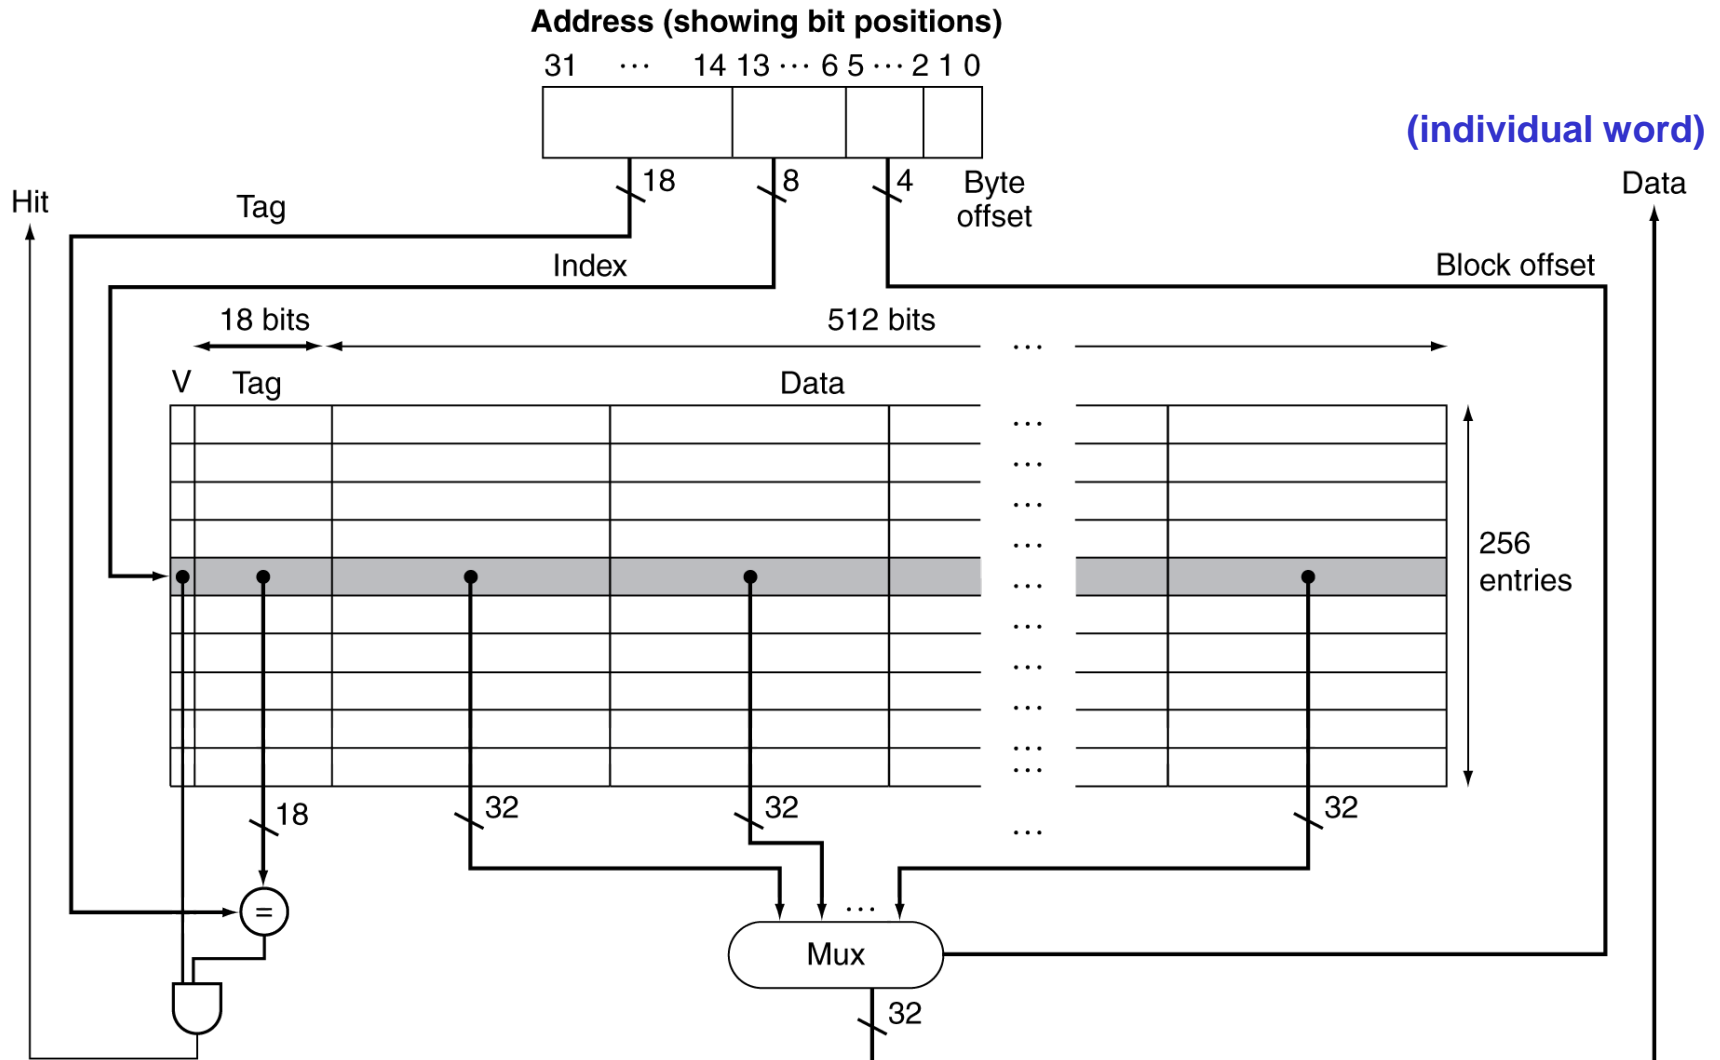 Address (showing bit positions)
31 ... 14 13 ... 6 5 ... 2 1 0
(individual word)
18 8 4 Byte offset
Data
Hit
Tag
Index
Block offset
18 bits
512 bits
...
V Tag Data
...
...
...
...
...
...
...
...
...
...
256
entries
18 32 32 32
...
=
...
Mux
32